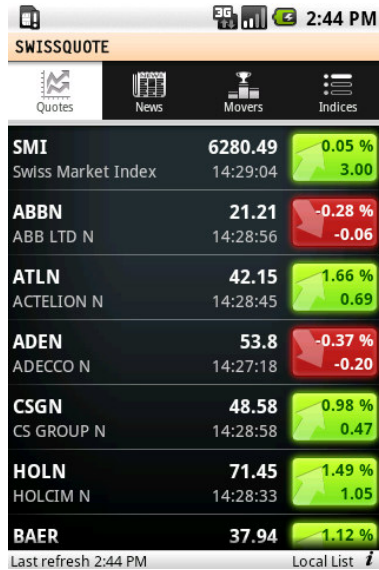 3G 2:44 PM
SWISSQUOTE
Quotes News Movers Indices
SMI 6280.49 0.05 %
Swiss Market Index 14:29:04 3.00
ABBN 21.21 -0.28 %
ABB LTD N 14:28:56 -0.06
ATLN 42.15 1.66 %
ACTELION N 14:28:45 0.69
ADEN 53.8 -0.37 %
ADECCO N 14:27:18 -0.20
CSGN 48.58 0.98 %
CS GROUP N 14:28:58 0.47
HOLN 71.45 1.49 %
HOLCIM N 14:28:33 1.05
BAER 37.94 1.12 %
Last refresh 2:44 PM Local List i